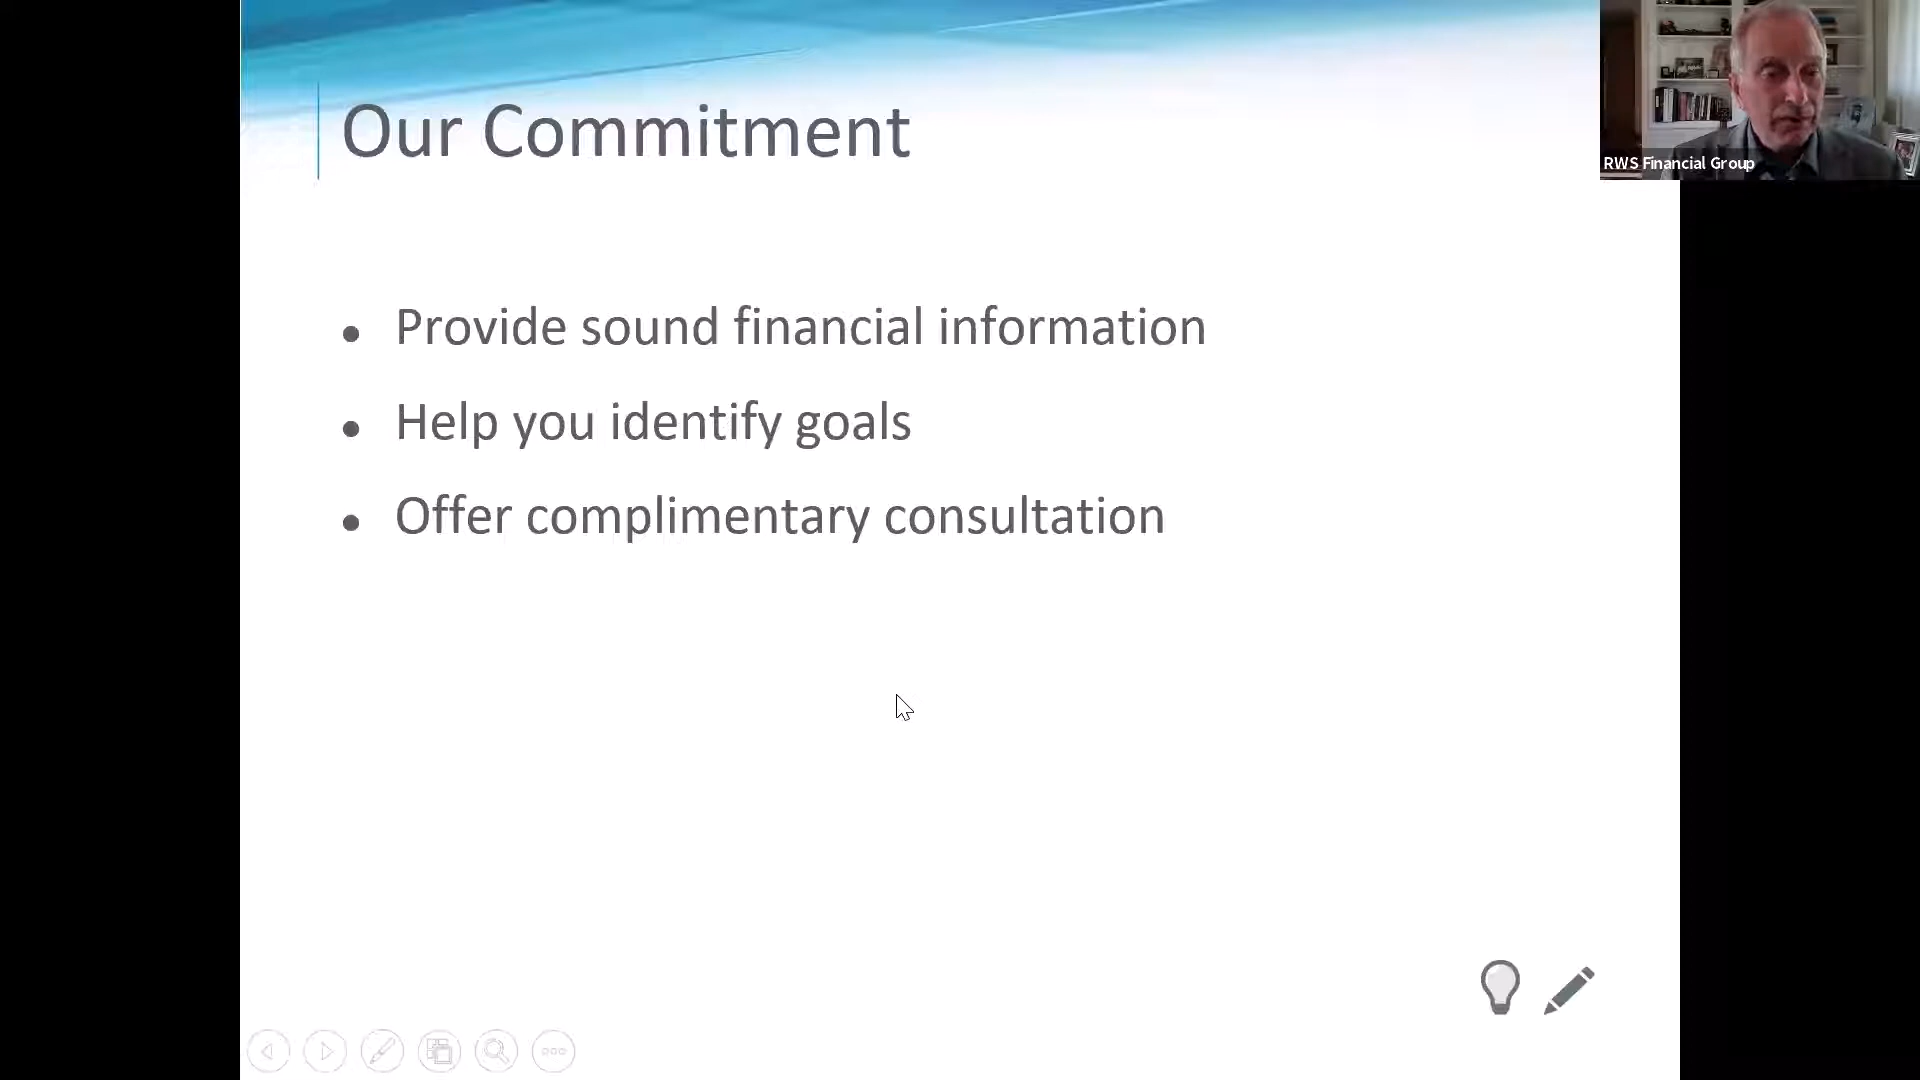 Our Commitment
RWS Financial Group
Provide sound financial information
Help you identify goals
Offer complimentary consultation